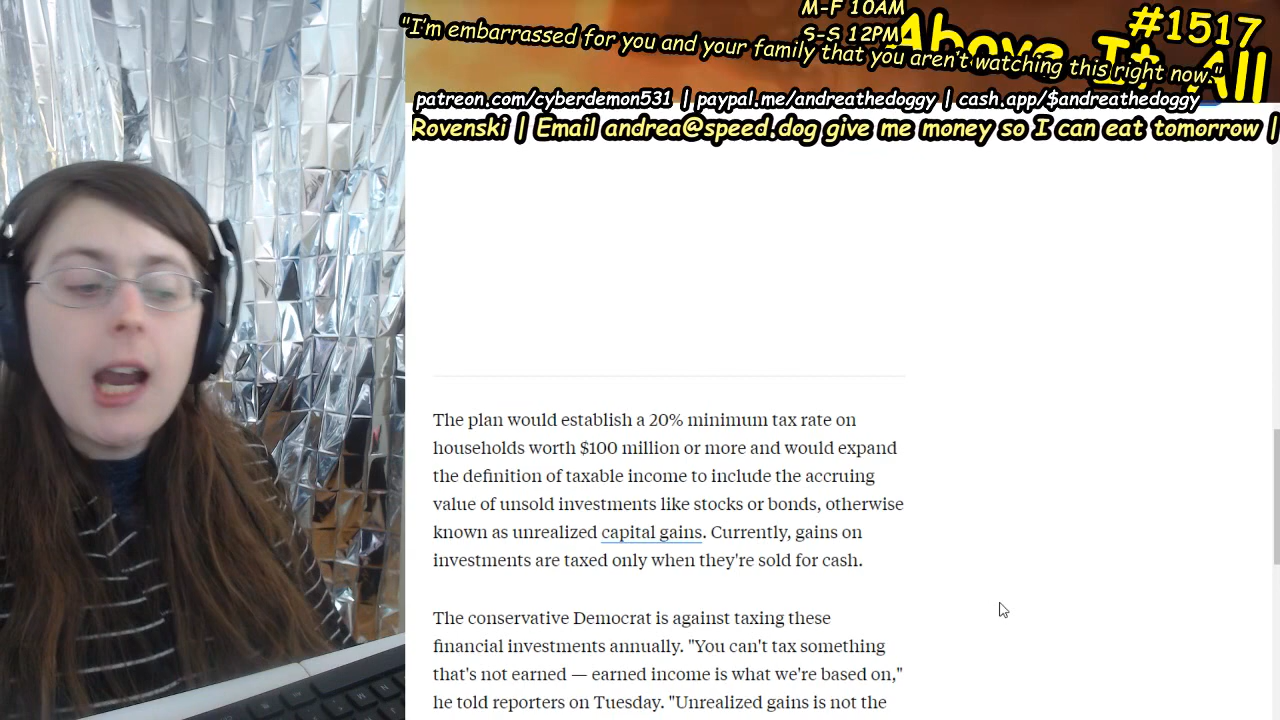 M-F 10AM
S-S 12PM
Above It All
#1517
"I'm embarrassed for you and your family that you aren't watching this right now."
patreon.com/cyberdemon531 | paypal.me/andreathedoggy | cash.app/$andreathedoggy
Rovenski | Email andrea@speed.dog give me money so I can eat tomorrow |
The plan would establish a 20% minimum tax rate on
households worth $100 million or more and would expand
the definition of taxable income to include the accruing
value of unsold investments like stocks or bonds, otherwise
known as unrealized capital gains. Currently, gains on
investments are taxed only when they're sold for cash.
The conservative Democrat is against taxing these
financial investments annually. "You can't tax something
that's not earned — earned income is what we're based on,"
he told reporters on Tuesday. "Unrealized gains is not the